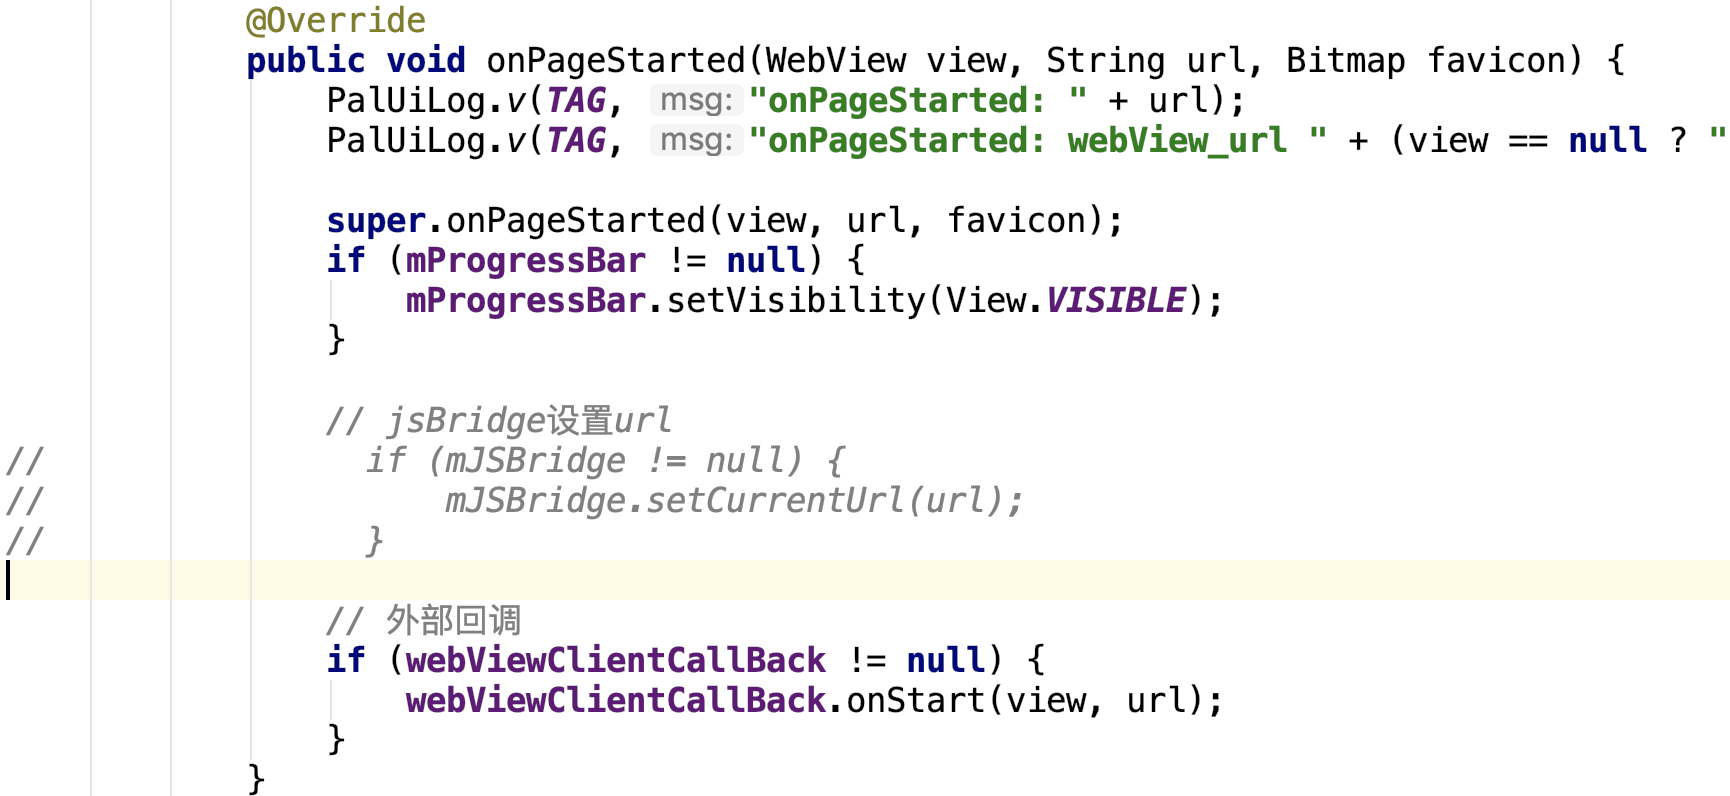 @Override
public void onPageStarted(WebView view, String url, Bitmap favicon) {
PalUiLog.v(TAG, msg: "onPageStarted: " + url);
PalUiLog.v(TAG, msg: "onPageStarted: webView_url " + (view == null ? "
super.onPageStarted(view, url, favicon);
if (mProgressBar != null) {
mProgressBar.setVisibility(View.VISIBLE);
}
// jsBridge设置url
// if (mJSBridge != null) {
// mJSBridge.setCurrentUrl(url);
// }
// 外部回调
if (webViewClientCallBack != null) {
webViewClientCallBack.onStart(view, url);
}
}